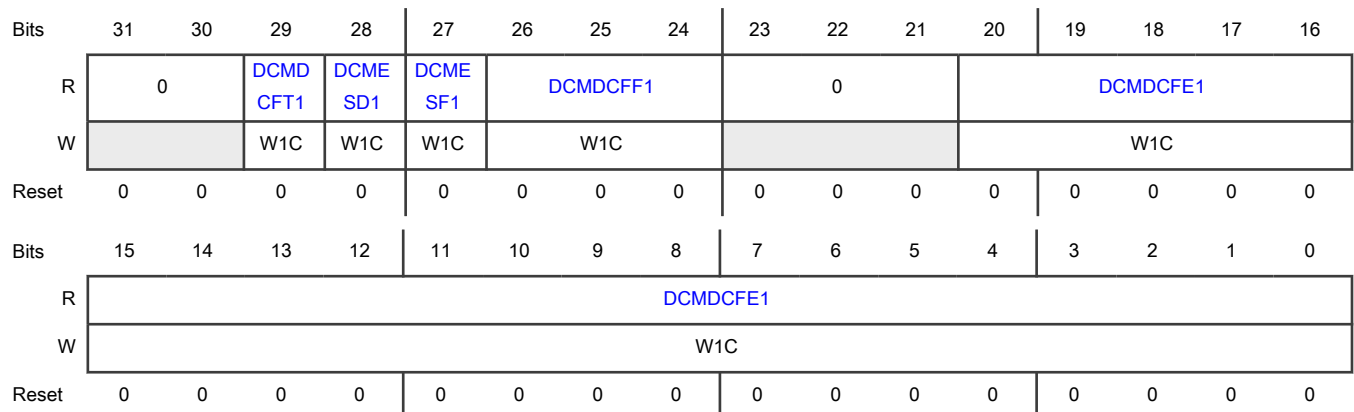 Bits 31 30 29 28 27 26 25 24 23 22 21 20 19 18 17 16
R 0 DCMD DCME DCME DCMDCFF1 0 DCMDCFE1
CFT1 SD1 SF1
W W1C W1C W1C W1C W1C
Reset 0 0 0 0 0 0 0 0 0 0 0 0 0 0 0 0
Bits 15 14 13 12 11 10 9 8 7 6 5 4 3 2 1 0
R DCMDCFE1
W W1C
Reset 0 0 0 0 0 0 0 0 0 0 0 0 0 0 0 0